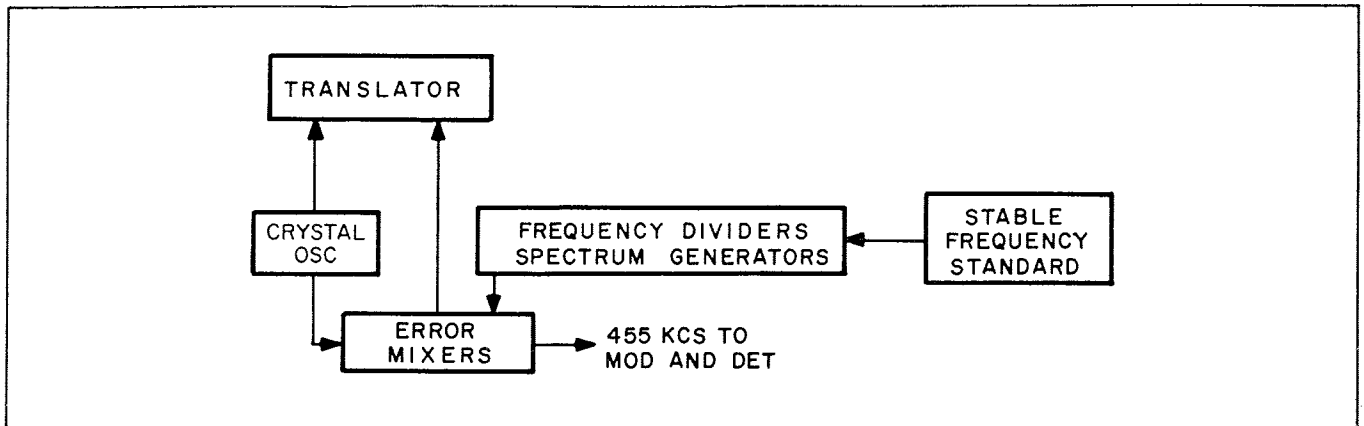 TRANSLATOR
CRYSTAL
OSC
FREQUENCY DIVIDERS
SPECTRUM GENERATORS
STABLE
FREQUENCY
STANDARD
ERROR
MIXERS
455 KCS TO
MOD AND DET